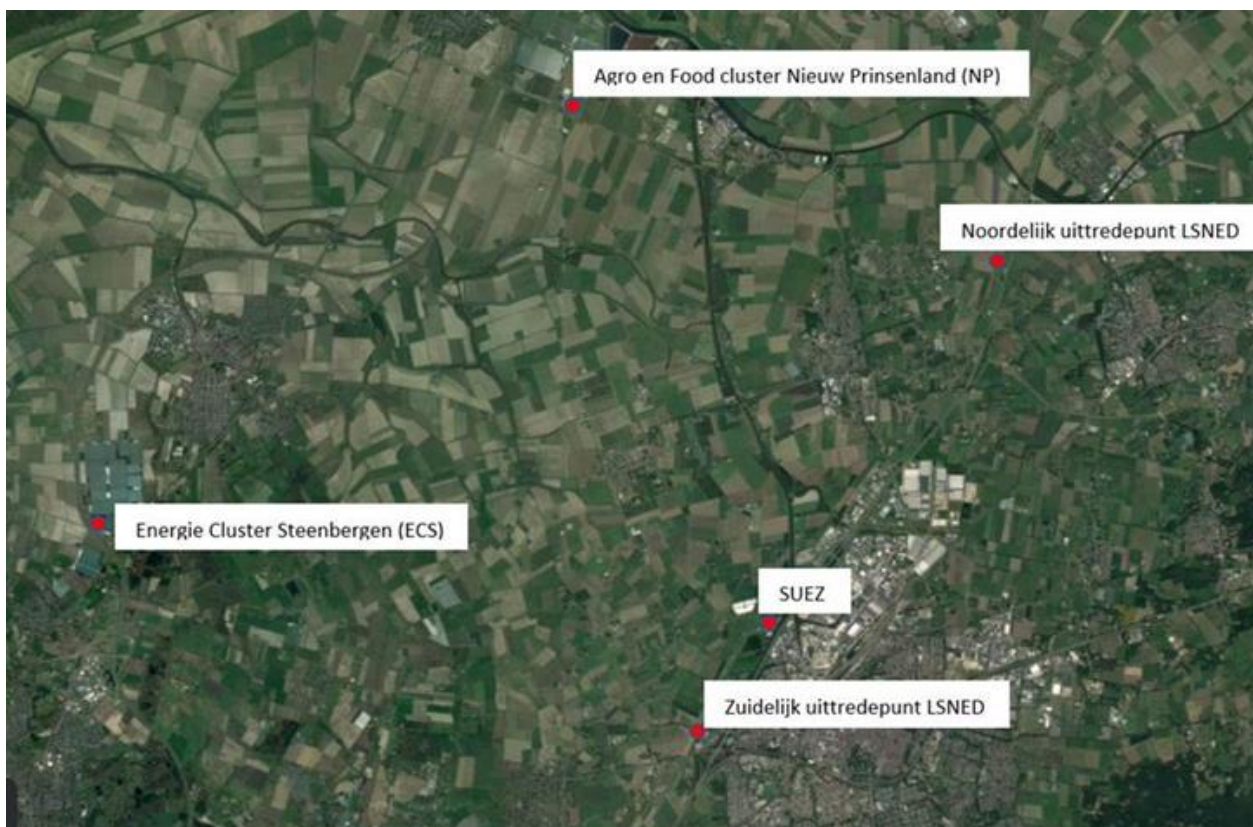 Agro en Food cluster Nieuw Prinsenland (NP)
Noordelijk uittredepunt LSNED
Energie Cluster Steenbergen (ECS)
SUEZ
Zuidelijk uittredepunt LSNED